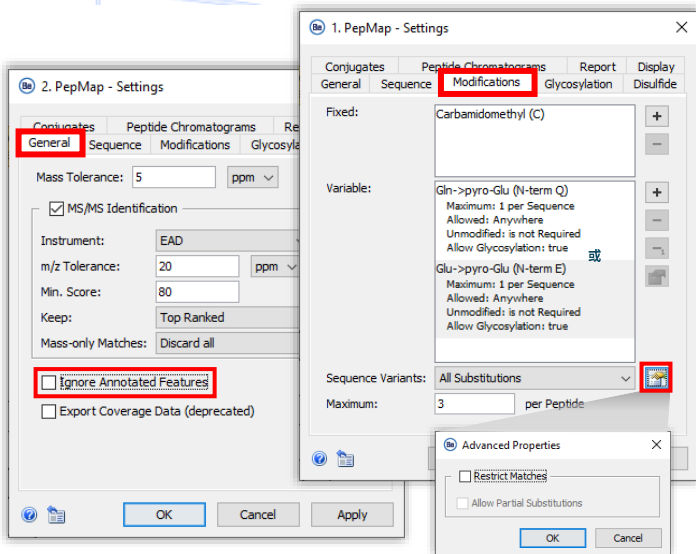 Be 1. PepMap - Settings
Conjugates Peptide Chromatograms Report Display
General Sequence Modifications Glycosylation Disulfide
Fixed:
Carbamidomethyl (C)
Variable:
Gln->pyro-Glu (N-term Q)
Maximum: 1 per Sequence
Allowed: Anywhere
Unmodified: is not Required
Allow Glycosylation: true
或
Glu->pyro-Glu (N-term E)
Maximum: 1 per Sequence
Allowed: Anywhere
Unmodified: is not Required
Allow Glycosylation: true
Sequence Variants: All Substitutions
Maximum: 3 per Peptide
Be Advanced Properties
Restrict Matches
Allow Partial Substitutions
OK Cancel
Be 2. PepMap - Settings
Conjugates Peptide Chromatograms Re
General Sequence Modifications Glycosyla
Mass Tolerance: 5 ppm
MS/MS Identification
Instrument: EAD
m/z Tolerance: 20 ppm
Min. Score: 80
Keep: Top Ranked
Mass-only Matches: Discard all
Ignore Annotated Features
Export Coverage Data (deprecated)
OK Cancel Apply